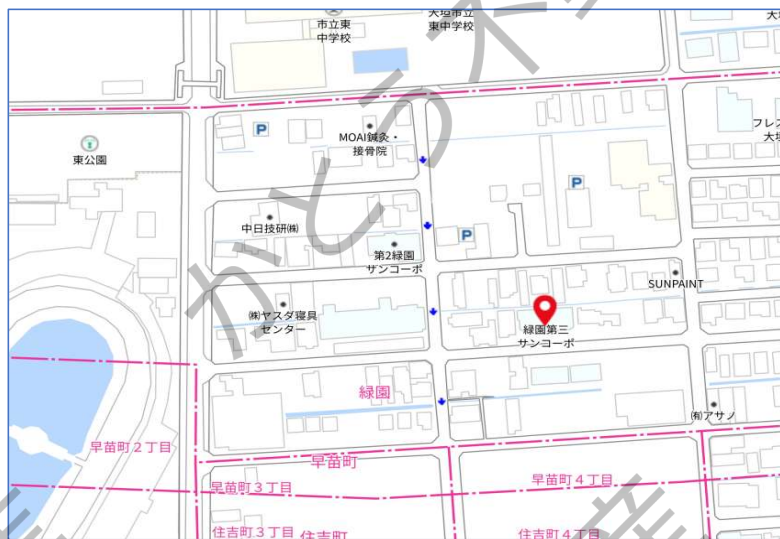 市立東
中学校
大垣市立
東中学校
P
MOAI鍼灸・
接骨院
東公園
P
中日技研㈱
P
第2緑園
サンコーポ
SUNPAINT
㈱ヤスダ寝具
センター
緑園第三
サンコーポ
緑園
㈲アサノ
早苗町2丁目
早苗町
早苗町3丁目
早苗町4丁目
住吉町3丁目
住吉町
住吉町4丁目
かとう不
産